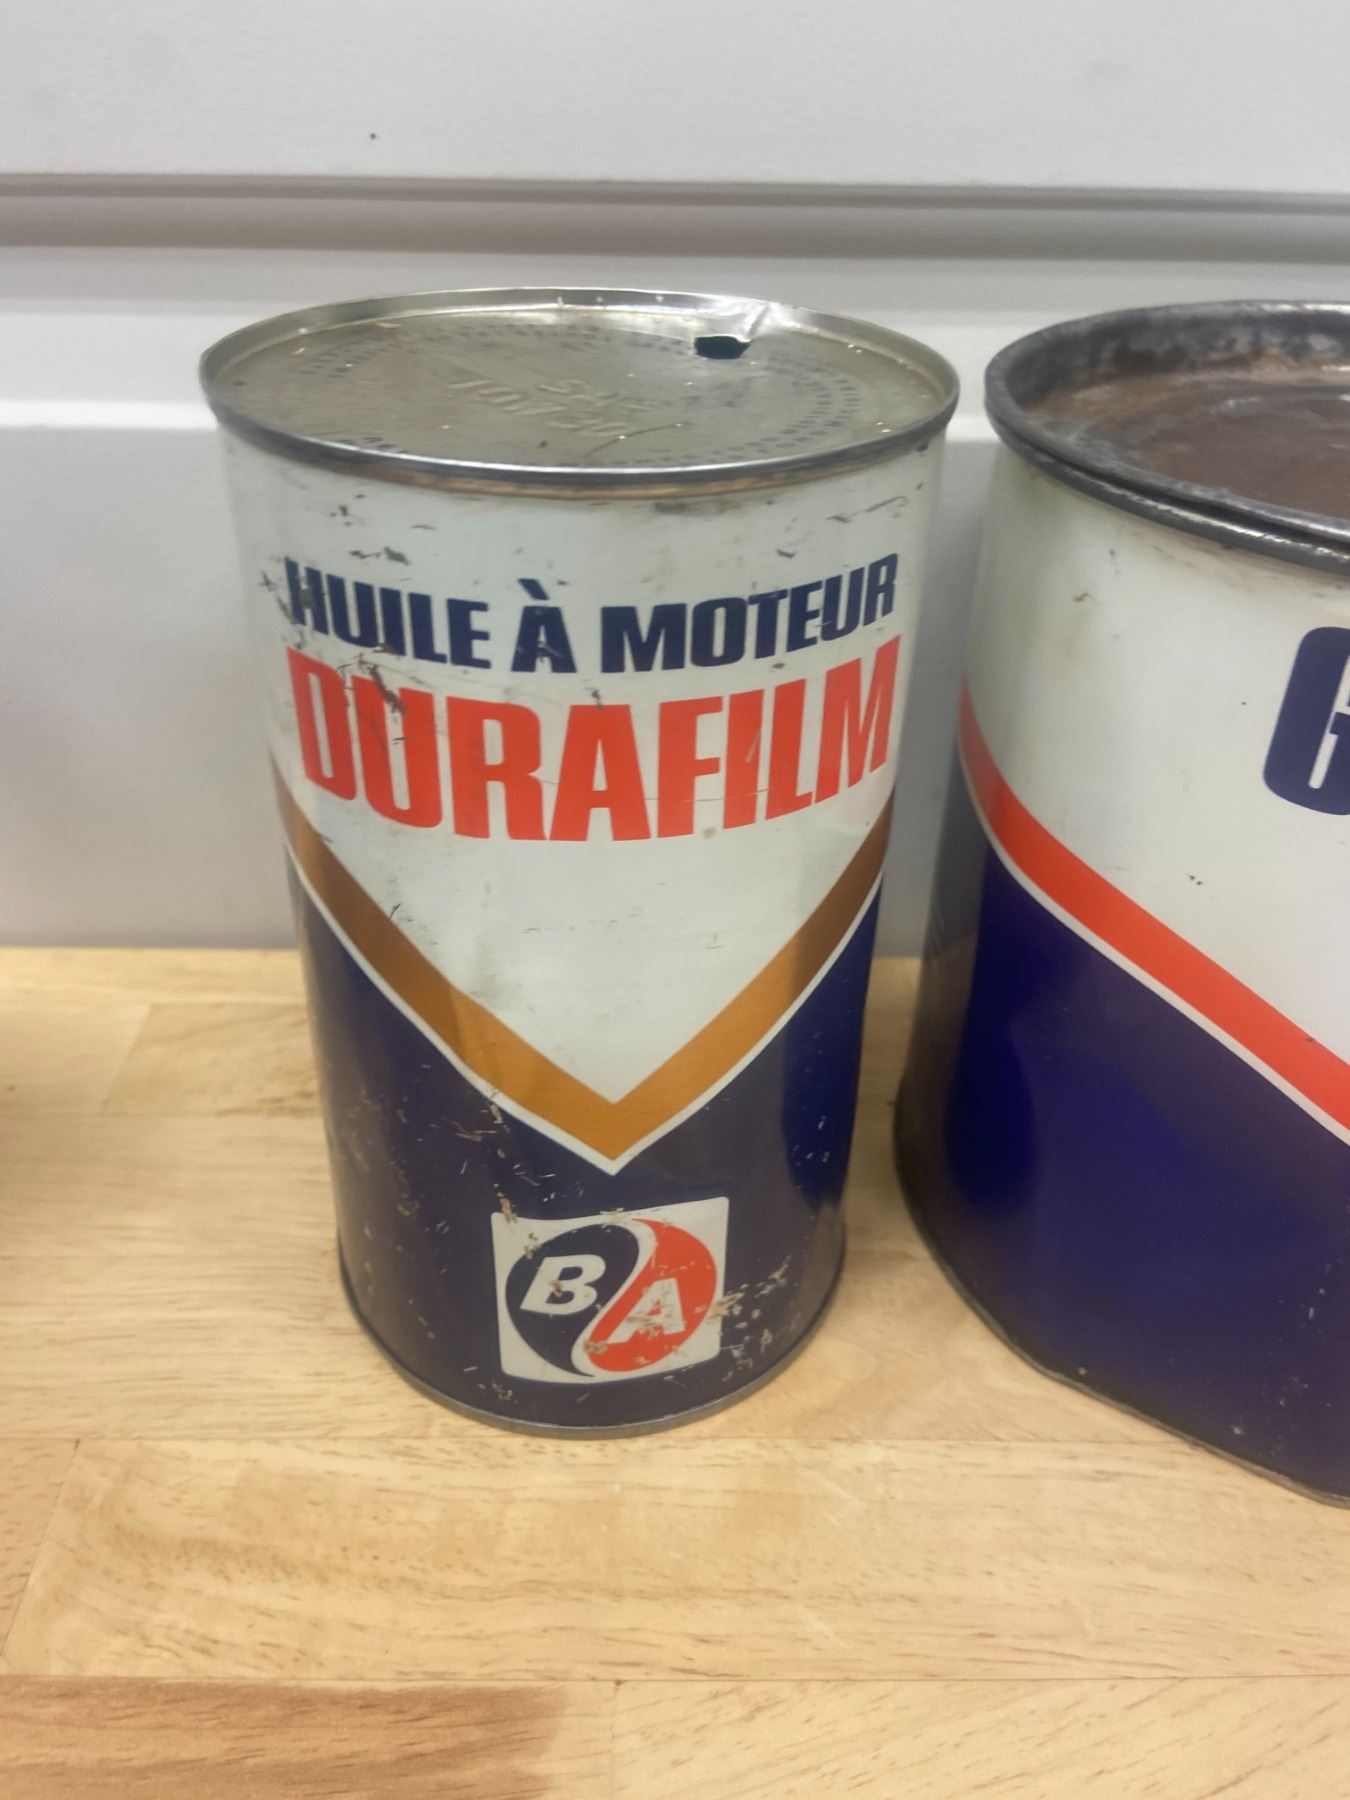 HUILE À MOTEUR
DURAFILM
BA
G